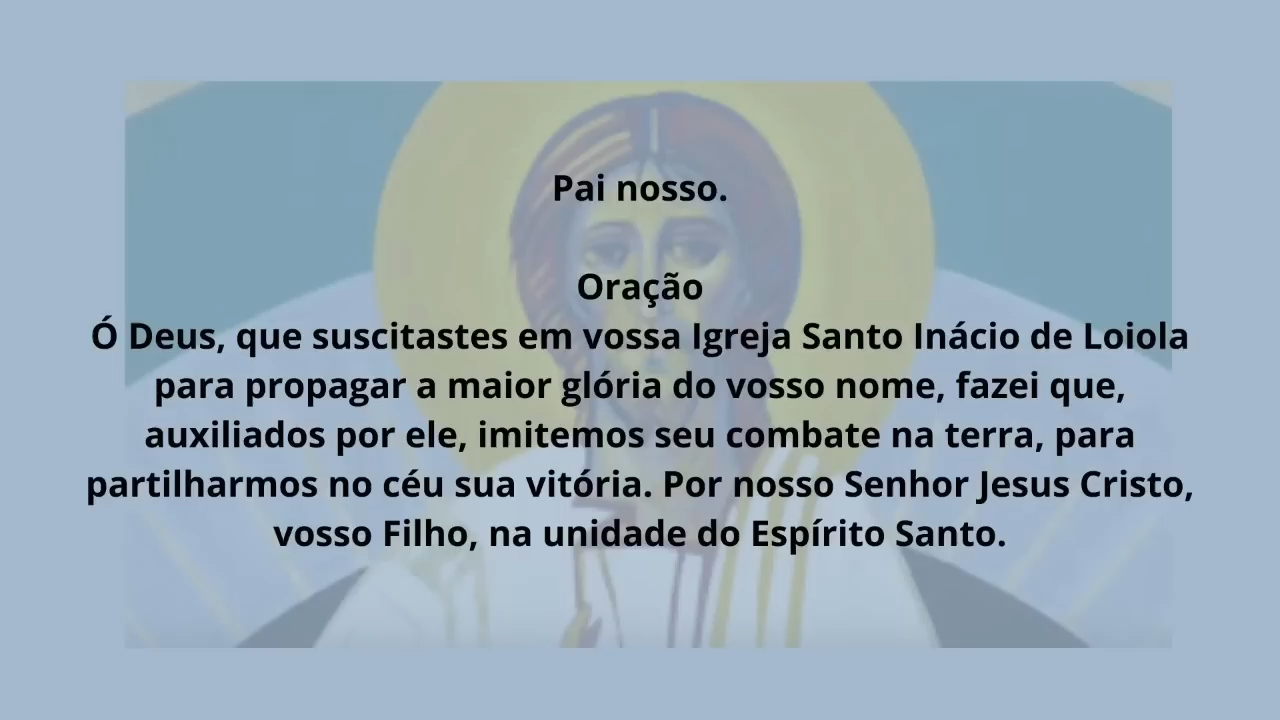 Pai nosso.
Oração
Ó Deus, que suscitastes em vossa Igreja Santo Inácio de Loiola
para propagar a maior glória do vosso nome, fazei que,
auxiliados por ele, imitemos seu combate na terra, para
partilharmos no céu sua vitória. Por nosso Senhor Jesus Cristo,
vosso Filho, na unidade do Espírito Santo.